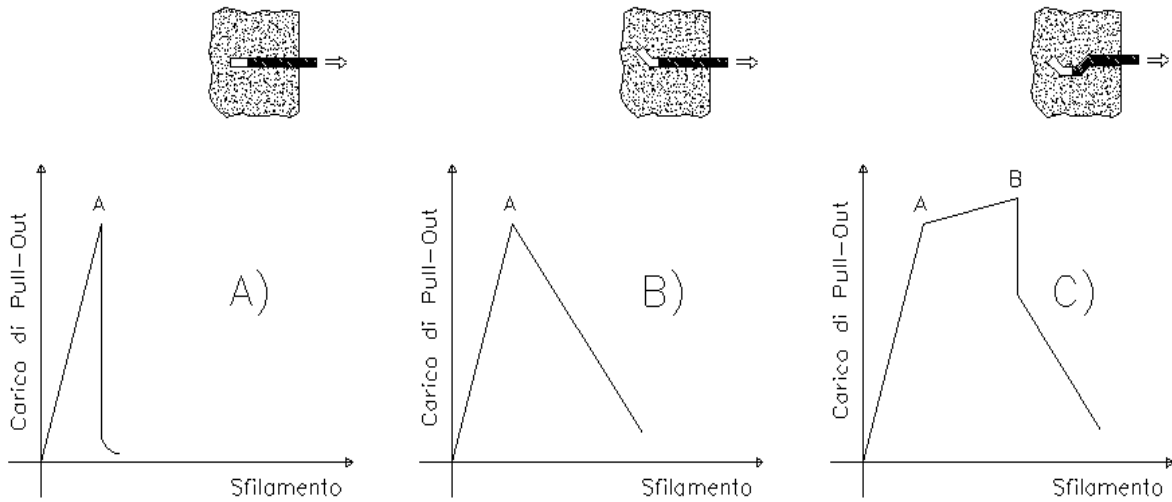 A
Carico di Pull-Out
A)
Sfilamento
A
Carico di Pull-Out
B)
Sfilamento
A
B
Carico di Pull-Out
C)
Sfilamento